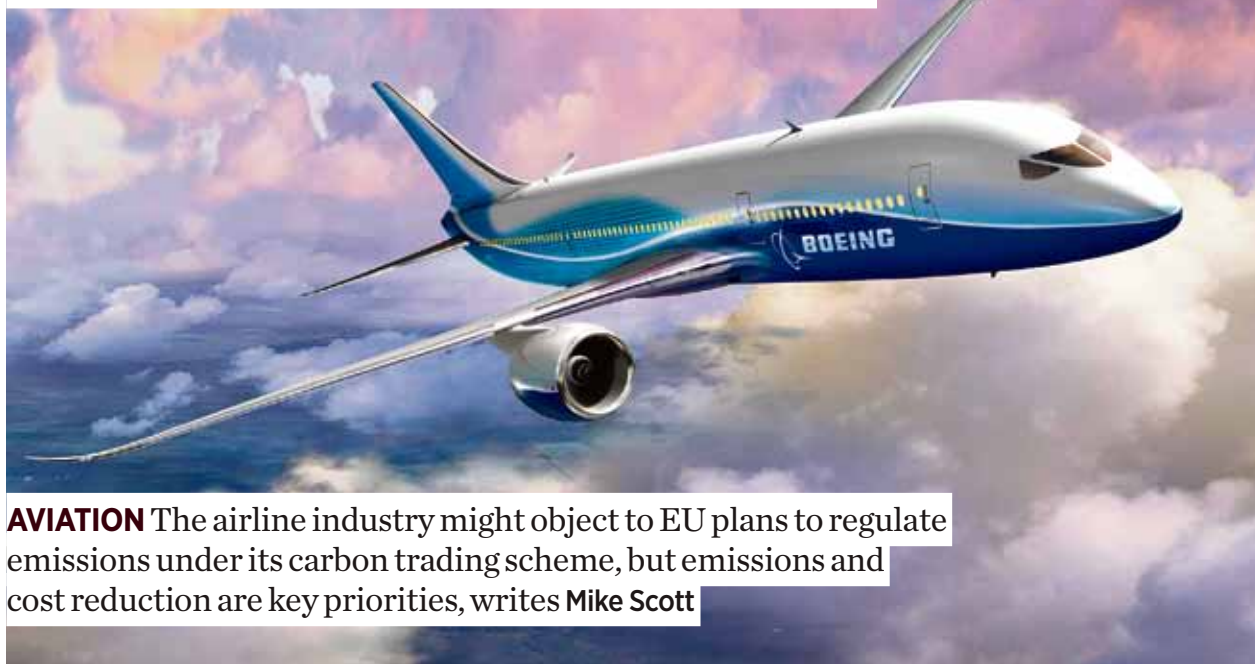 BOEING
AVIATION The airline industry might object to EU plans to regulate
emissions under its carbon trading scheme, but emissions and
cost reduction are key priorities, writes Mike Scott